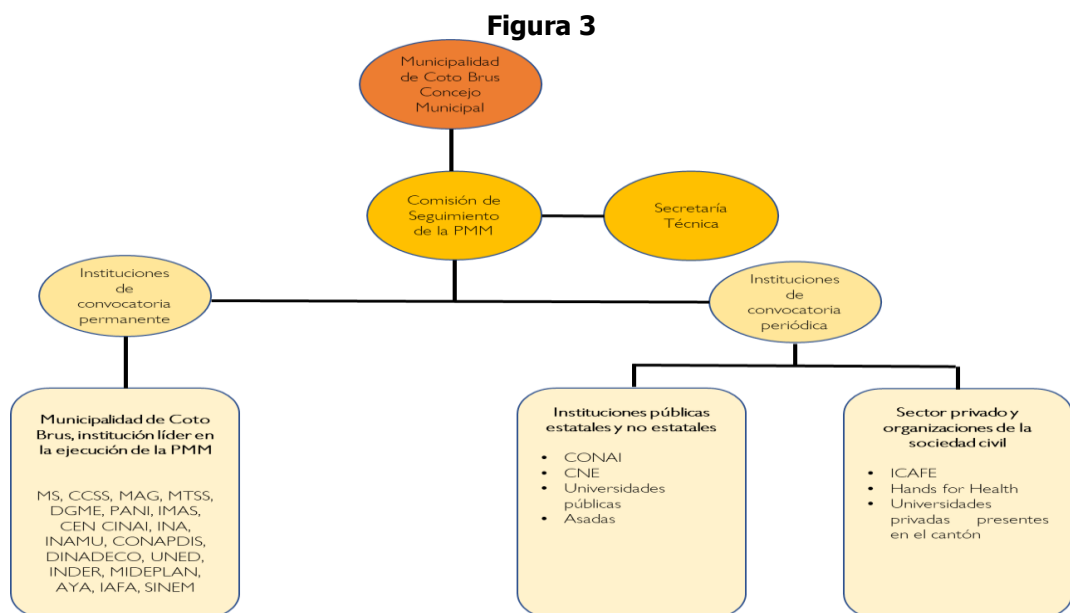 Figura 3
Municipalidad
de Coto Brus
Concejo
Municipal
Comisión de
Seguimiento
de la PMM
Secretaría
Técnica
Instituciones
de
convocatoria
permanente
Instituciones
de
convocatoria
periódica
Municipalidad de Coto
Brus, institución líder en
la ejecución de la PMM
MS, CCSS, MAG, MTSS,
DGME, PANI, IMAS,
CEN CINAI, INA,
INAMU, CONAPDIS,
DINADECO, UNED,
INDER, MIDEPLAN,
AYA, IAFA, SINEM
Instituciones públicas
estatales y no estatales
• CONAI
• CNE
• Universidades
públicas
• Asadas
Sector privado y
organizaciones de la
sociedad civil
• ICAFE
• Hands for Health
• Universidades
privadas presentes
en el cantón